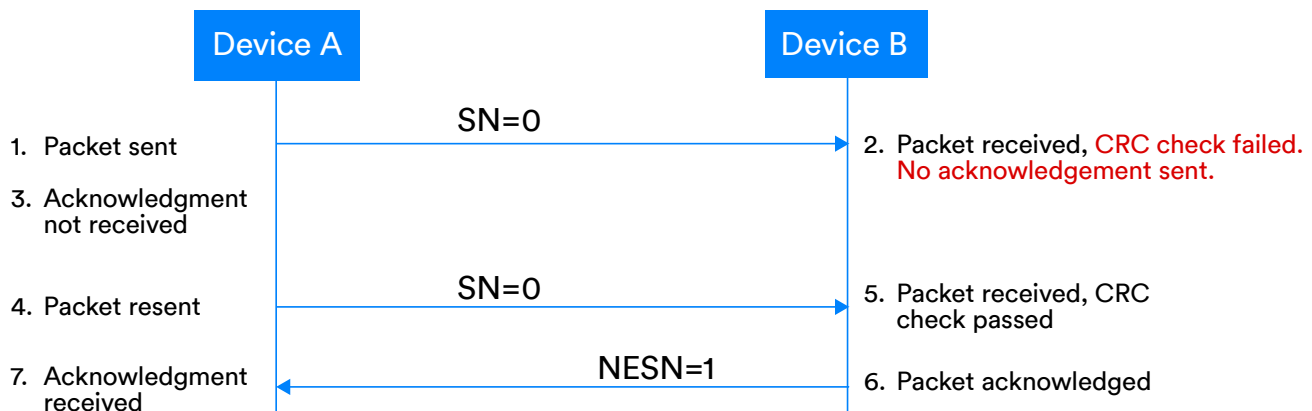 Device A
Device B
SN=0
1. Packet sent
2. Packet received, CRC check failed.
No acknowledgement sent.
3. Acknowledgment
not received
SN=0
4. Packet resent
5. Packet received, CRC
check passed
NESN=1
6. Packet acknowledged
7. Acknowledgment
received